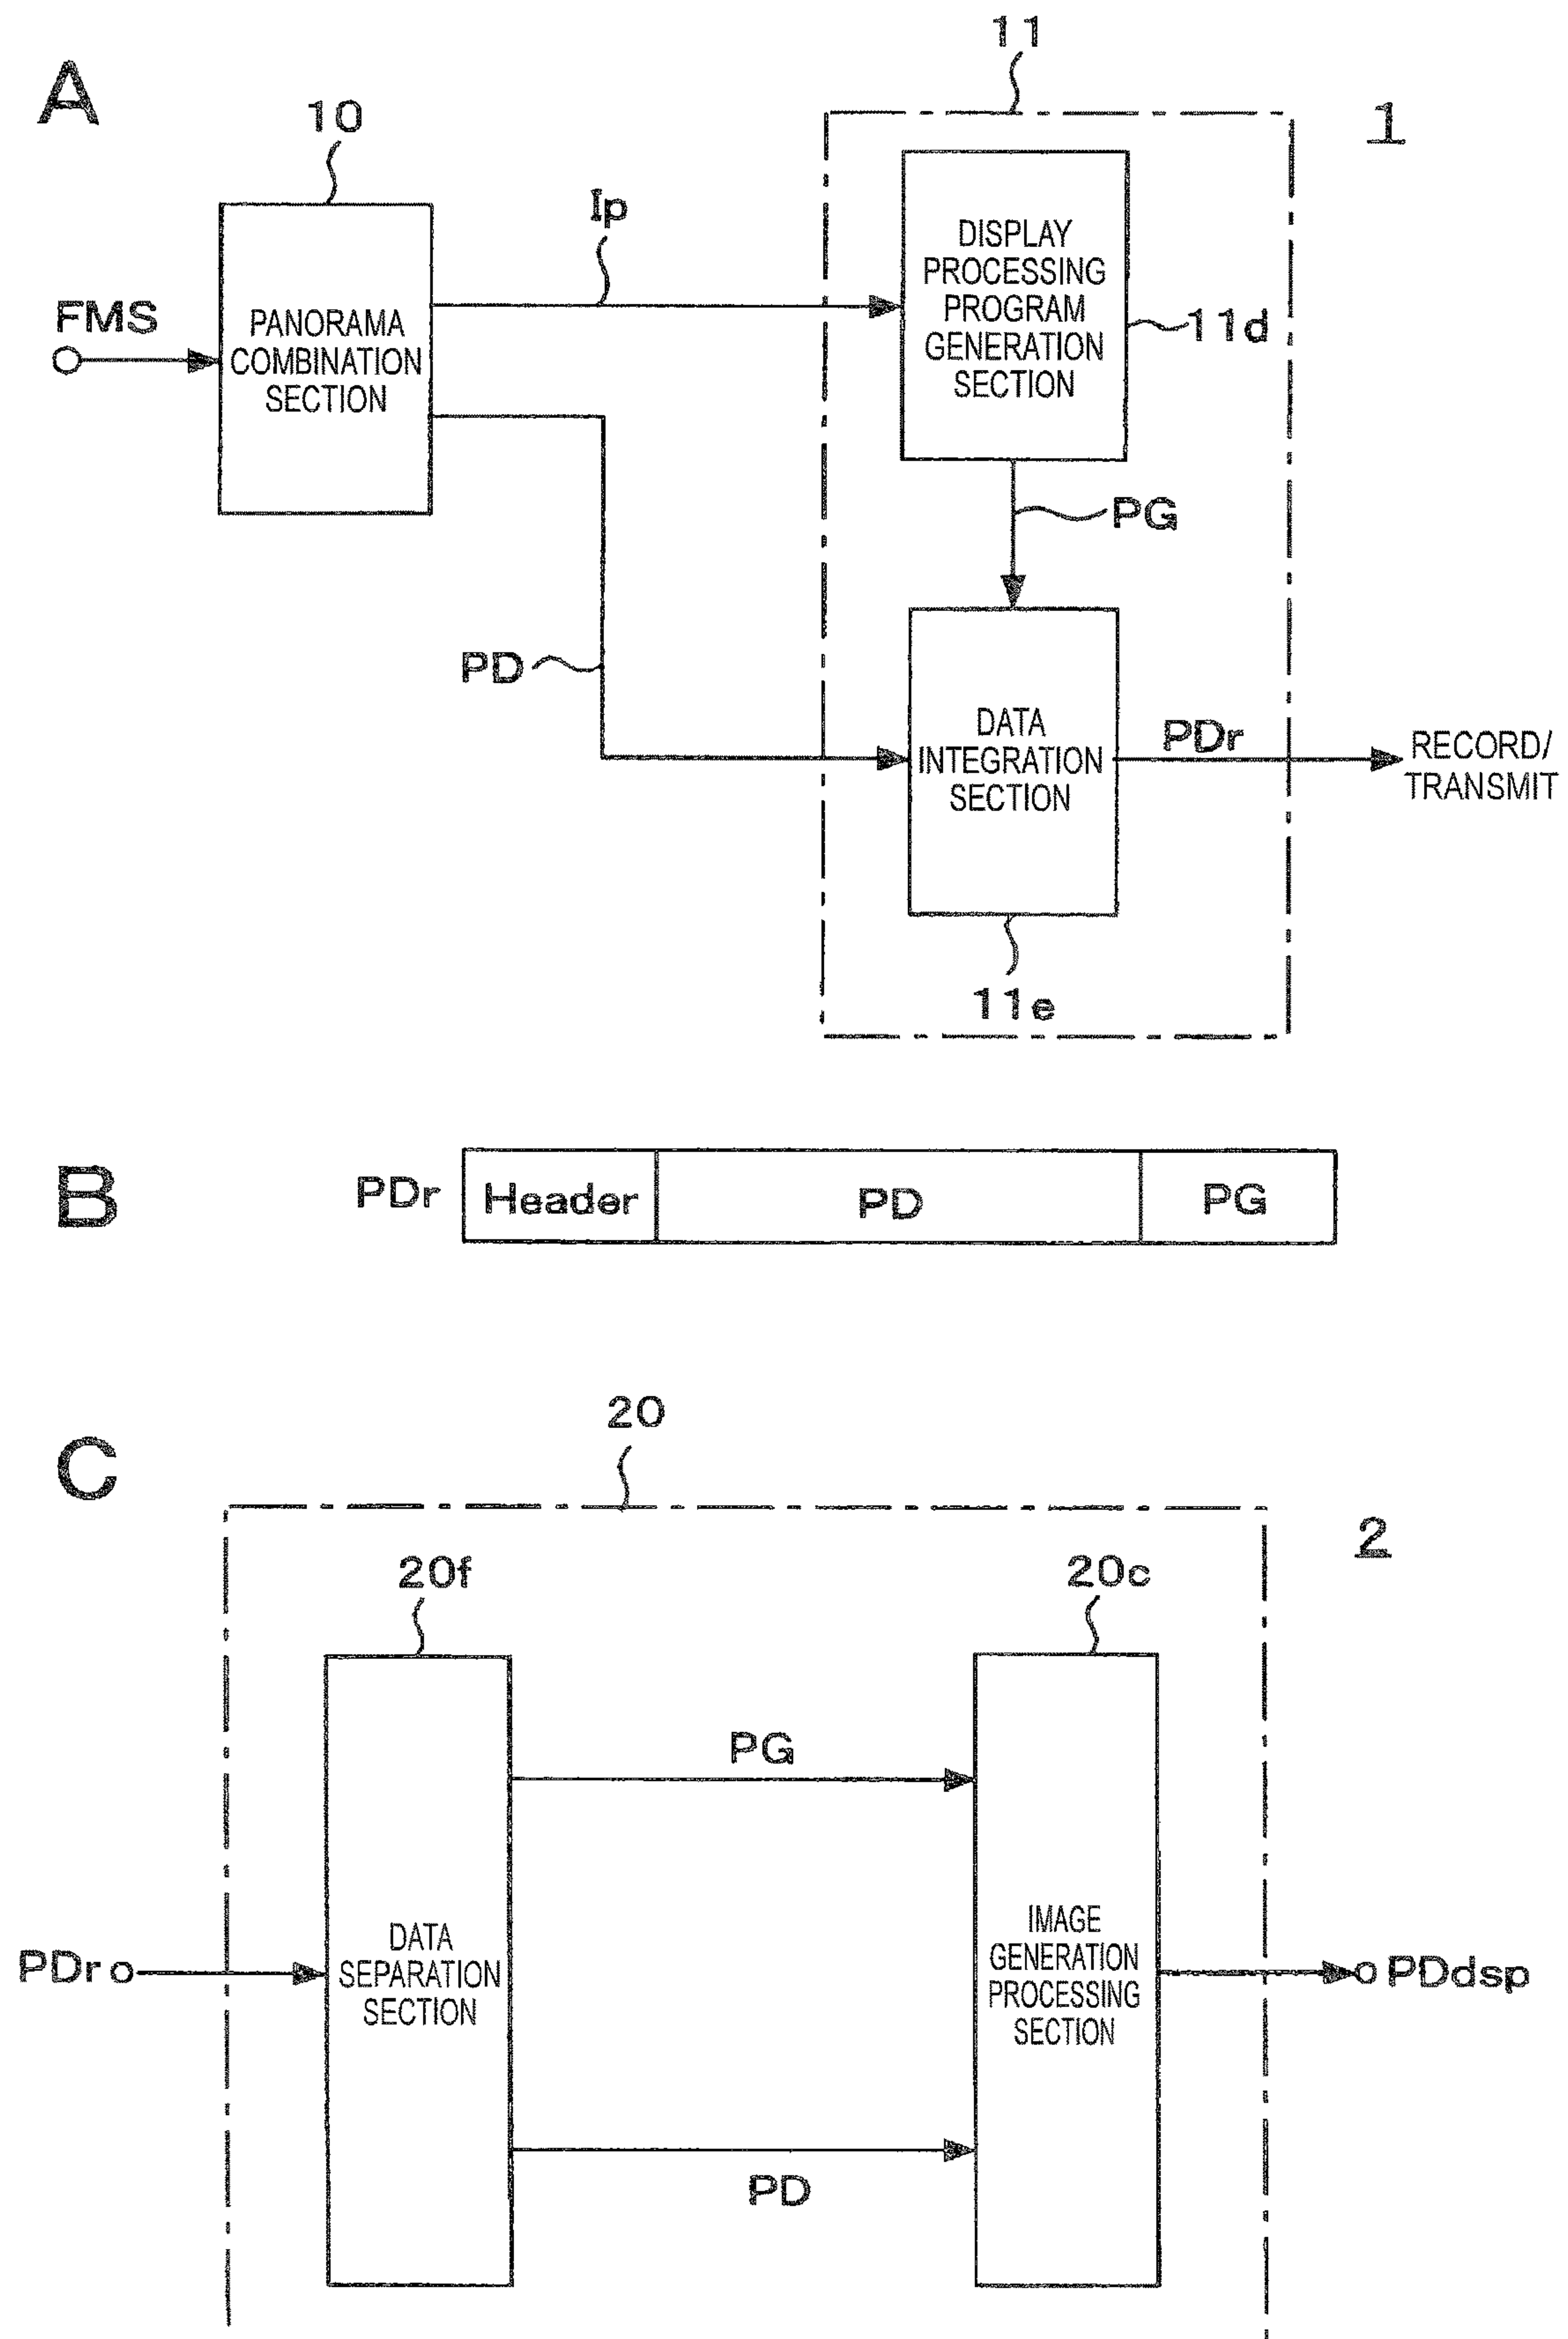 A
11
1
10
Ip
DISPLAY
PROCESSING
PROGRAM
GENERATION
SECTION
11d
FMS
PANORAMA
COMBINATION
SECTION
PG
PD
DATA
INTEGRATION
SECTION
PDr
RECORD/
TRANSMIT
11e
B
PDr
Header
PD
PG
C
20
2
20f
20c
PG
DATA
SEPARATION
SECTION
IMAGE
GENERATION
PROCESSING
SECTION
PDr
PDdsp
PD